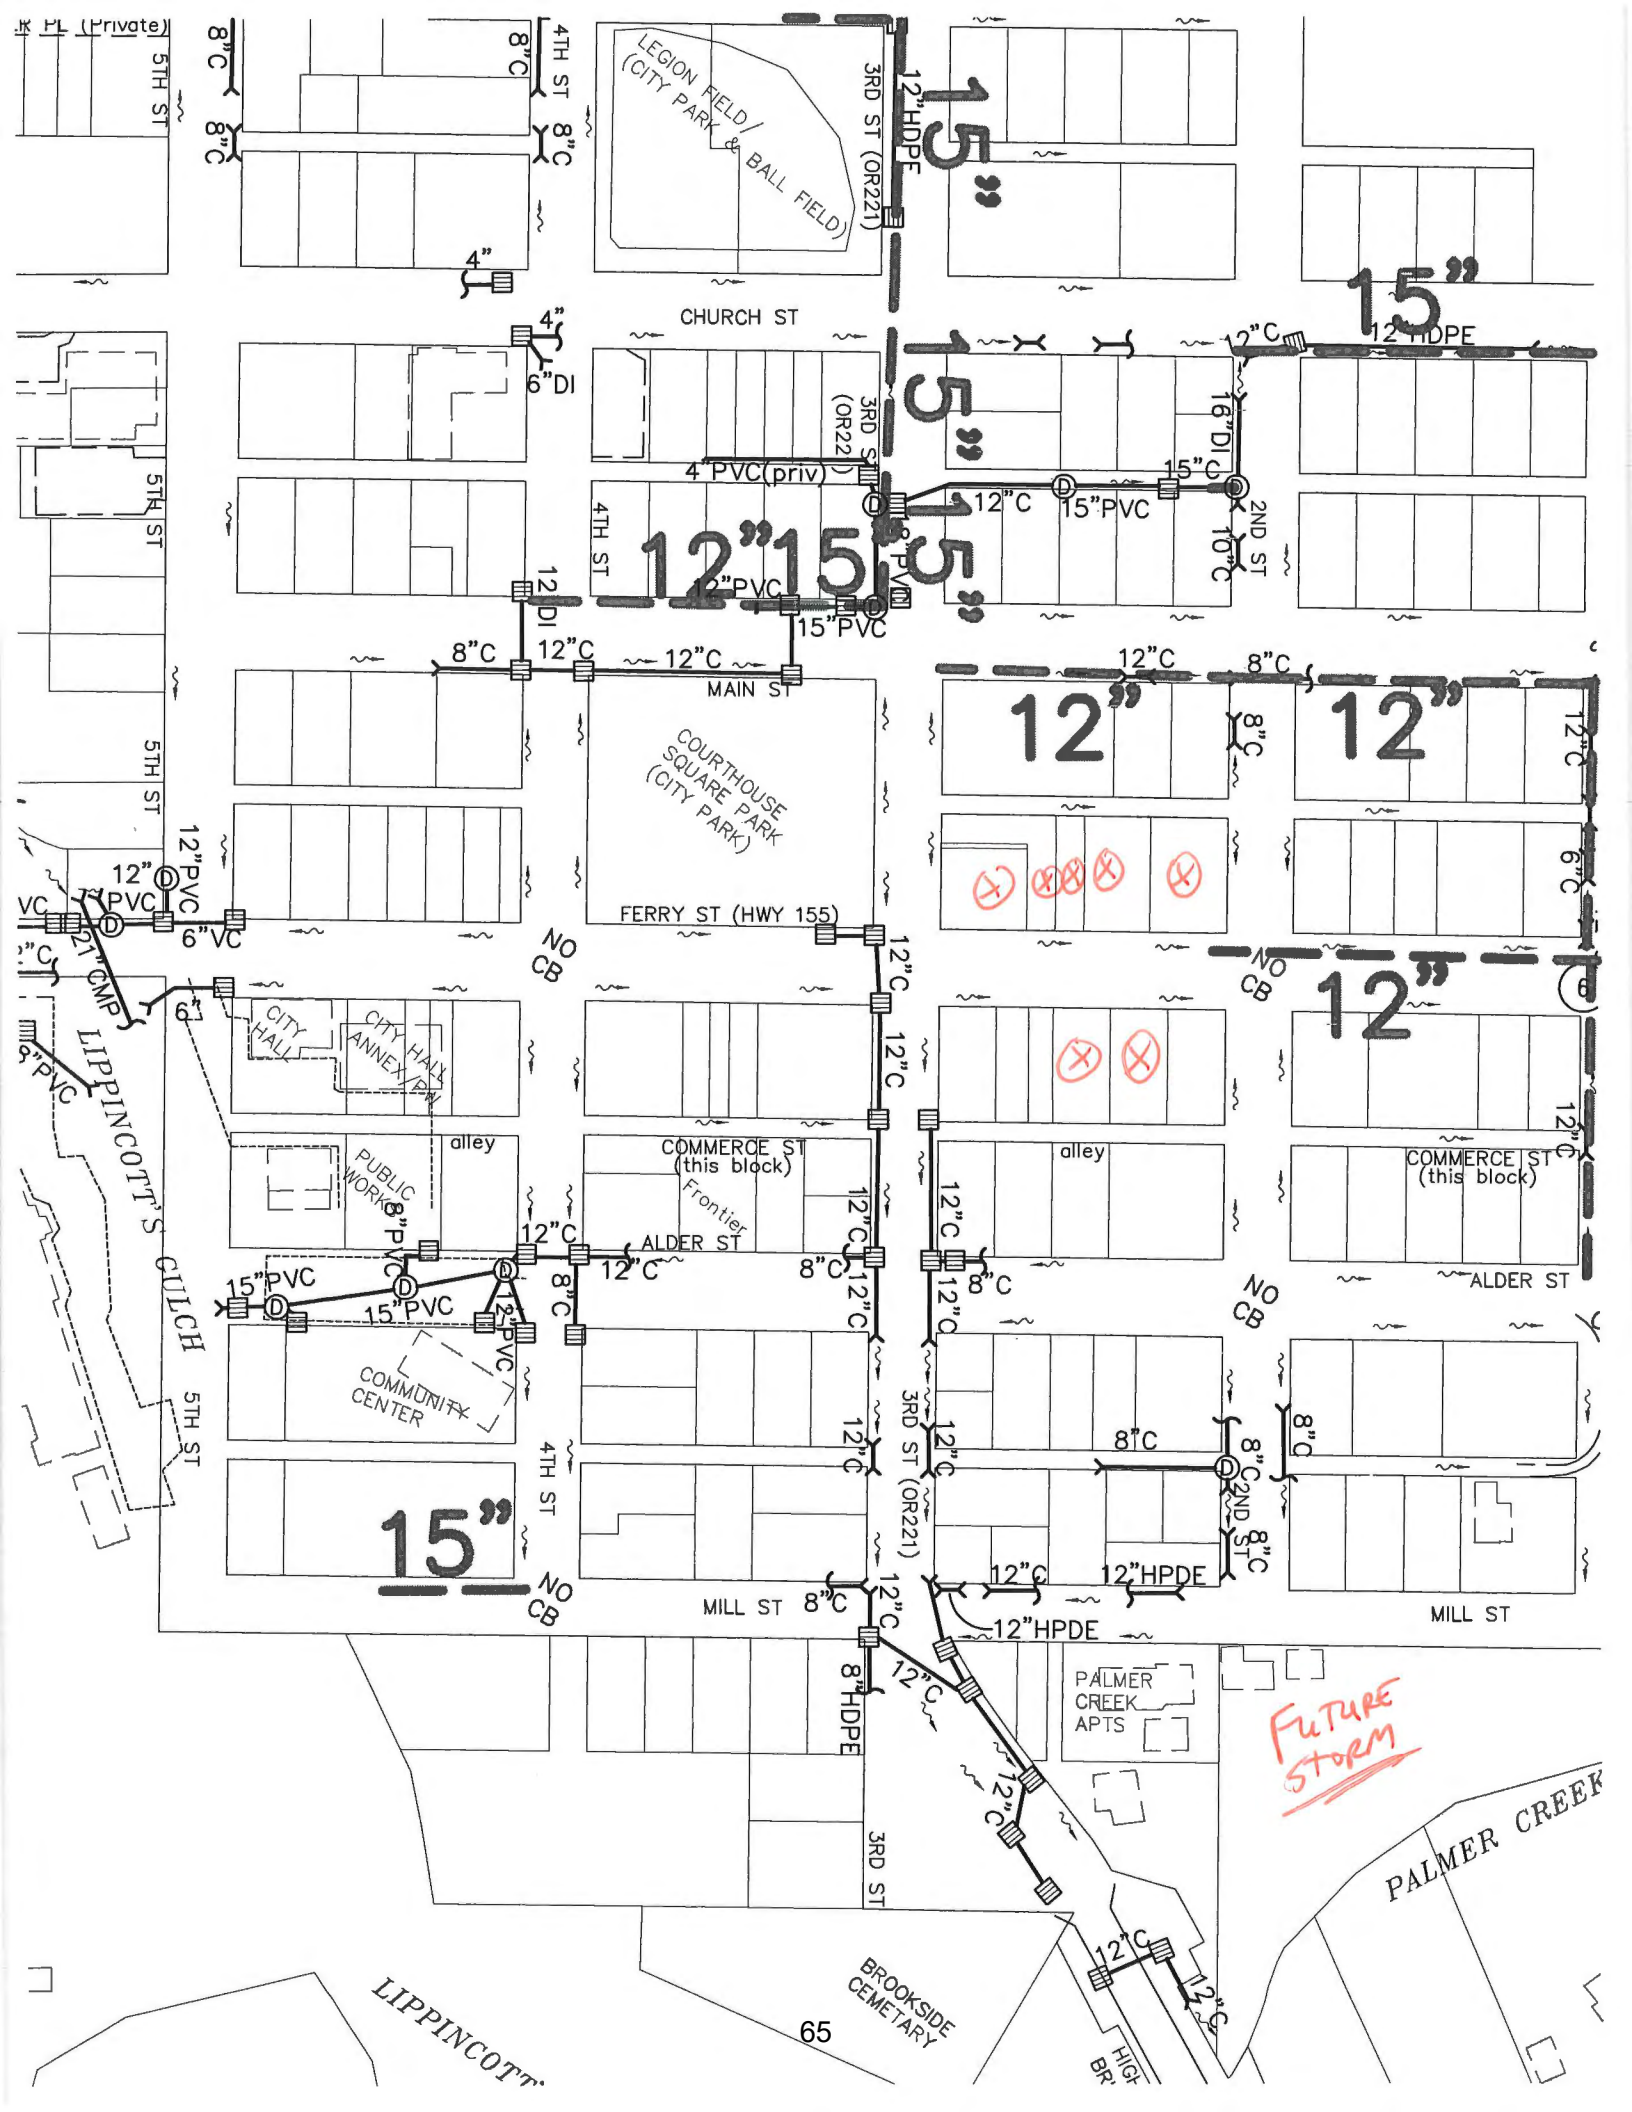 PL (Private)
8"C
8"C
4TH ST
5TH ST
8"C
8"C
LEGION FIELD/
(CITY PARK & BALL FIELD)
3RD ST (OR221)
12"HDPE
15"
4"
4"
6"DI
CHURCH ST
15"
12"C
12"HDPE
15"
3RD ST
16"DI
15"C
4"PVC(priv)
12"C
15"PVC
2ND ST
10"C
5TH ST
4TH ST
12"
15
15"
12"PVC
15"PVC
8"C
12"C
12"C
MAIN ST
12"C
8"C
12"
12"
8"C
12"C
5TH ST
COURTHOUSE
SQUARE PARK
(CITY PARK)
12"PVC
12"
PVC
VC
6"VC
21"CMP
6"C
FERRY ST (HWY 155)
NO
CB
12"C
NO
CB
12"
6
6"
CITY
HALL
CITY HALL
ANNEX/PW
12"C
9"PVC
LIPPINCOTT'S GULCH
alley
COMMERCE ST
(this block)
alley
COMMERCE ST
(this block)
12"C
PUBLIC
WORKS
Frontier
8"PVC
12"C
ALDER ST
12"C
12"C
12"C
8"C
8"C
15"PVC
15"PVC
12"PVC
8"C
12"C
12"C
NO
CB
ALDER ST
COMMUNITY
CENTER
5TH ST
4TH ST
12"C
3RD ST (OR221)
12"C
8"C
8"C
2ND ST
8"C
8"C
15"
NO
CB
MILL ST
8"C
12"C
12"C
12"HPDE
12"HPDE
MILL ST
8"HDPE
12"C
PALMER
CREEK
APTS
FUTURE
STORM
12"C
3RD ST
PALMER CREEK
12"C
12"C
BROOKSIDE
CEMETARY
LIPPINCOTT'
65